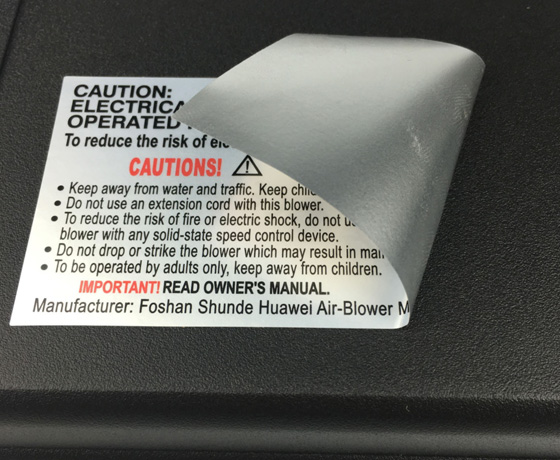 CAUTION:
ELECTRICA
OPERATED
To reduce the risk of ele
CAUTIONS!
• Keep away from water and traffic. Keep chil
• Do not use an extension cord with this blower.
• To reduce the risk of fire or electric shock, do not u
blower with any solid-state speed control device.
• Do not drop or strike the blower which may result in
• To be operated by adults only, keep away from children.
IMPORTANT! READ OWNER'S MANUAL.
Manufacturer: Foshan Shunde Huawei Air-Blower M